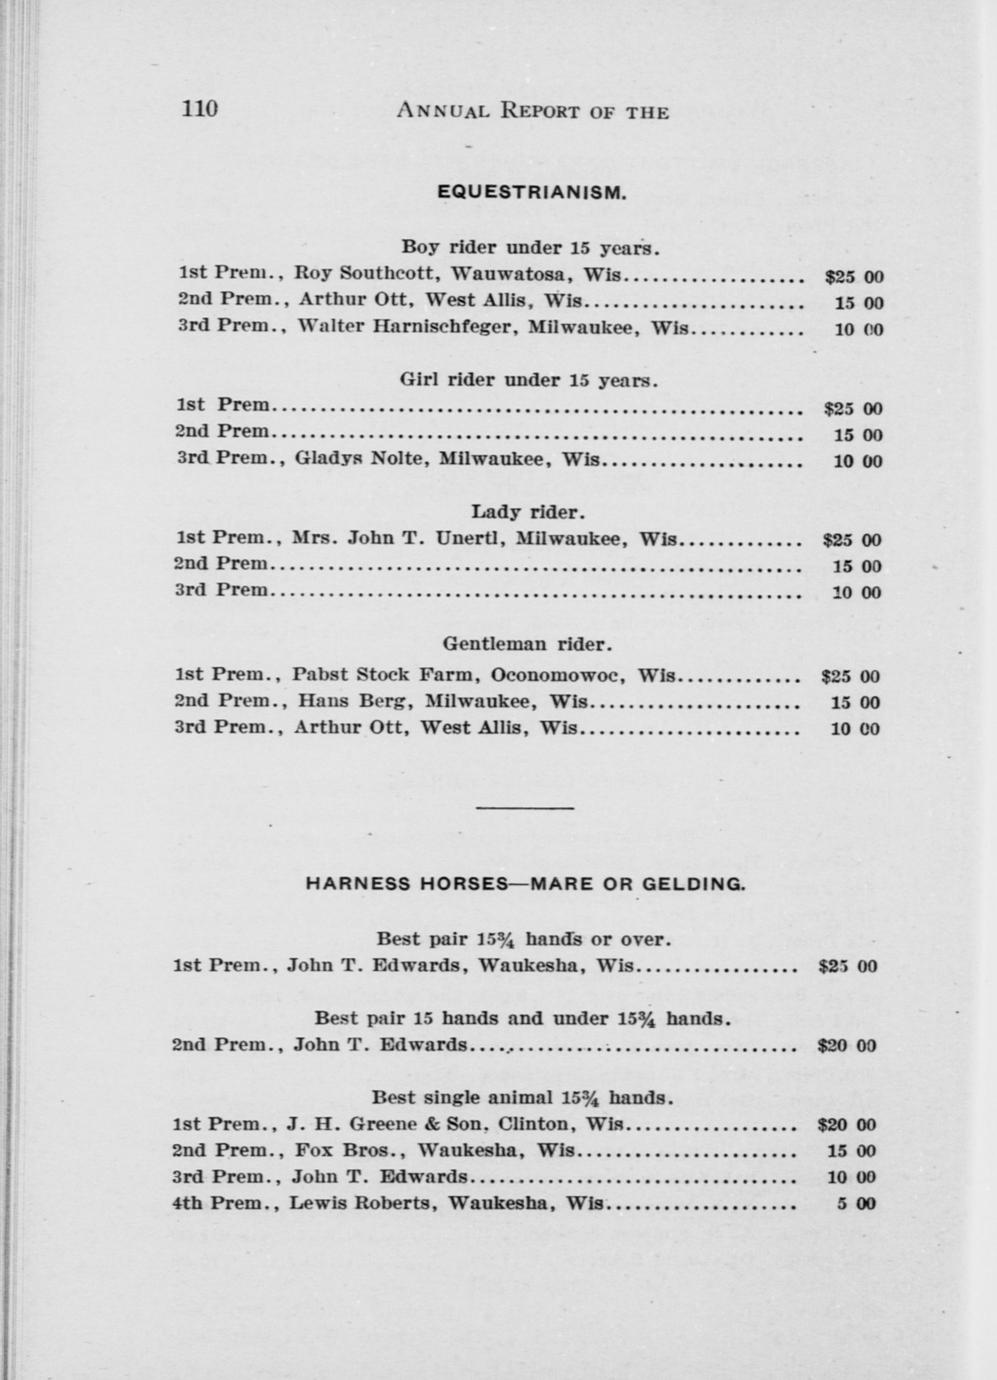 110 ANNUAL REPORT OF THE
EQUESTRIANISM.
Boy rider under 15 years.
1st Prem., Roy Southcott, Wauwatosa, Wis................... $25 00
2nd Prem., Arthur Ott, West Allis, Wis....................... 15 00
3rd Prem., Walter Harnischfeger, Milwaukee, Wis............ 10 00
Girl rider under 15 years.
1st Prem....................................................... $25 00
2nd Prem....................................................... 15 00
3rd Prem., Gladys Nolte, Milwaukee, Wis..................... 10 00
Lady rider.
1st Prem., Mrs. John T. Unertl, Milwaukee, Wis............. $25 00
2nd Prem....................................................... 15 00
3rd Prem....................................................... 10 00
Gentleman rider.
1st Prem., Pabst Stock Farm, Oconomowoc, Wis............. $25 00
2nd Prem., Hans Berg, Milwaukee, Wis...................... 15 00
3rd Prem., Arthur Ott, West Allis, Wis....................... 10 00
HARNESS HORSES—MARE OR GELDING.
Best pair 15¾ hands or over.
1st Prem., John T. Edwards, Waukesha, Wis................. $25 00
Best pair 15 hands and under 15¾ hands.
2nd Prem., John T. Edwards.................................. $20 00
Best single animal 15¾ hands.
1st Prem., J. H. Greene & Son, Clinton, Wis.................. $20 00
2nd Prem., Fox Bros., Waukesha, Wis....................... 15 00
3rd Prem., John T. Edwards.................................. 10 00
4th Prem., Lewis Roberts, Waukesha, Wis.................... 5 00